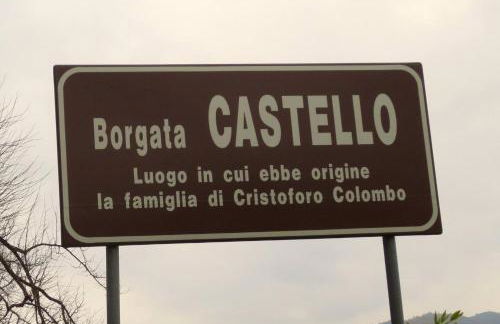 Borgata CASTELLO
Luogo in cui ebbe origine
la famiglia di Cristoforo Colombo